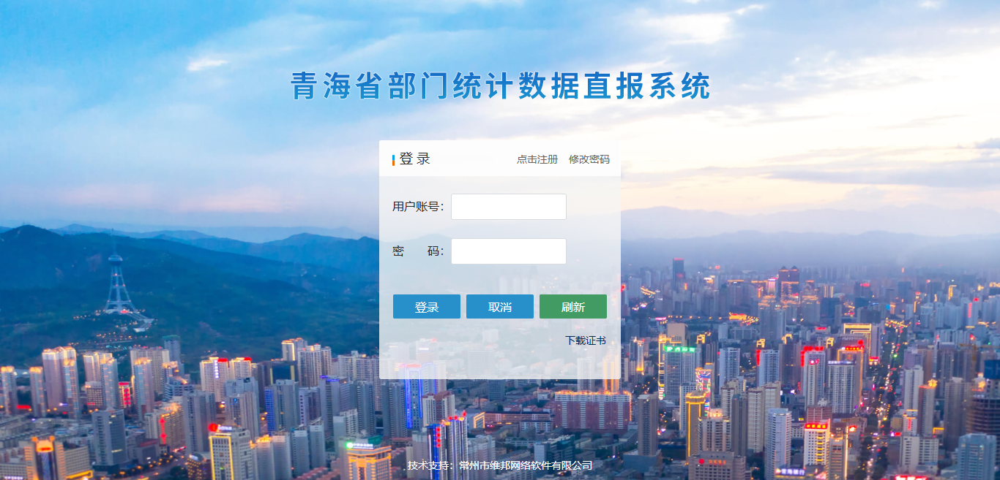 青海省部门统计数据直报系统
登 录 点击注册 修改密码
用户账号：
密 码：
登录 取消 刷新
下载证书
技术支持：常州市维邦网络软件有限公司